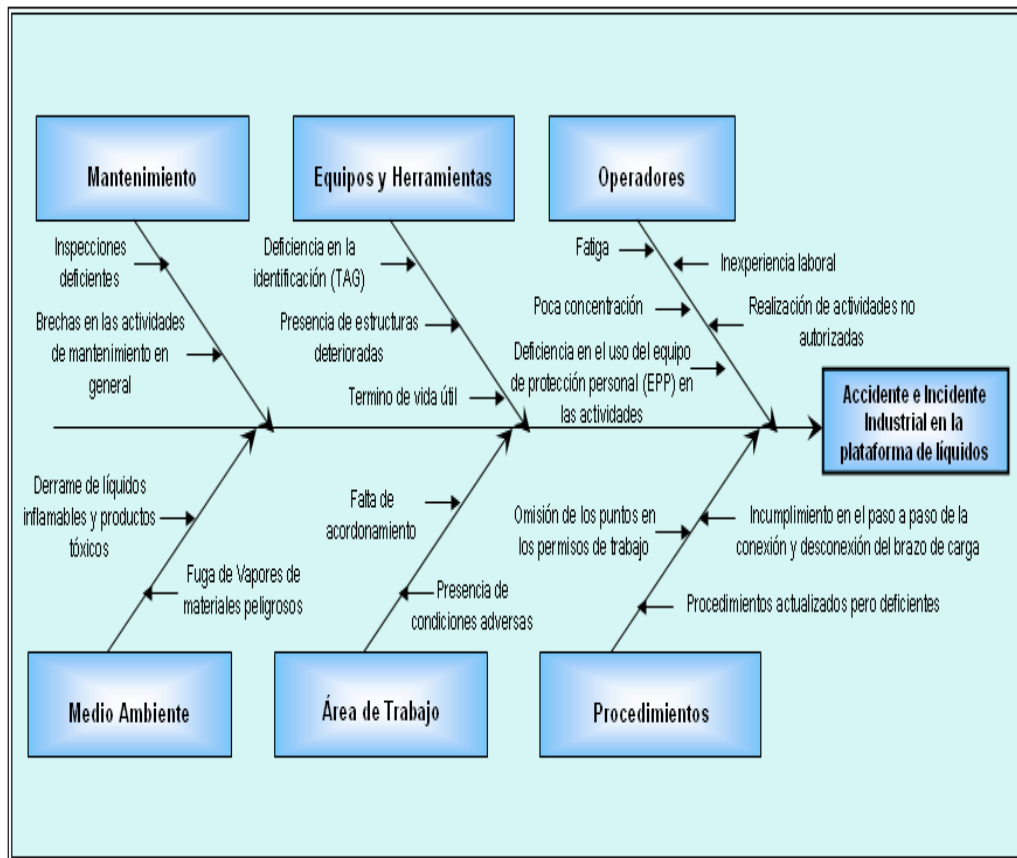 Mantenimiento
Equipos y Herramientas
Operadores
Inspecciones
deficientes
Brechas en las actividades
de mantenimiento en
general
Deficiencia en la
identificación (TAG)
Presencia de estructuras
deterioradas
Termino de vida útil
Fatiga
Inexperiencia laboral
Poca concentración
Realización de actividades no
autorizadas
Deficiencia en el uso del equipo
de protección personal (EPP) en
las actividades
Accidente e Incidente
Industrial en la
plataforma de líquidos
Derrame de líquidos
inflamables y productos
tóxicos
Fuga de Vapores de
materiales peligrosos
Falta de
acordonamiento
Presencia de
condiciones adversas
Omisión de los puntos en
los permisos de trabajo
Incumplimiento en el paso a paso de la
conexión y desconexión del brazo de carga
Procedimientos actualizados pero deficientes
Medio Ambiente
Área de Trabajo
Procedimientos